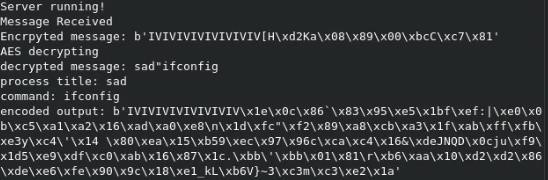 Server running!
Message Received
Encrpyted message: b'IVIVIVIVIVIVIVIV[H\xd2Ka\x08\x89\x00\xbcC\xc7\x81'
AES decrypting
decrypted message: sad"ifconfig
process title: sad
command: ifconfig
encoded output: b'IVIVIVIVIVIVIVIV\x1e\x0c\x86`\x83\x95\xe5\x1bf\xef:|\xe0\x0
b\xc5\xa1\xa2\x16\xad\xa0\xe8n\x1d\xfc"\xf2\x89\xa8\xcb\xa3\x1f\xab\xff\xfb\
\xe3y\xc4\'\x14 \x80\xea\x15\xb59\xec\x97\x96c\xca\xc4\x16&\xdeJNQD\x0cju\xf9\
\x1d5\xe9\xdf\xc0\xab\x16\x87\x1c.\xbb\'\xbb\x01\x81\r\xb6\xaa\x10\xd2\xd2\x86
\xde\xe6\xfe\x90\x9c\x18\xe1_kL\xb6V}~3\xc3m\xc3\xe2\x1a'